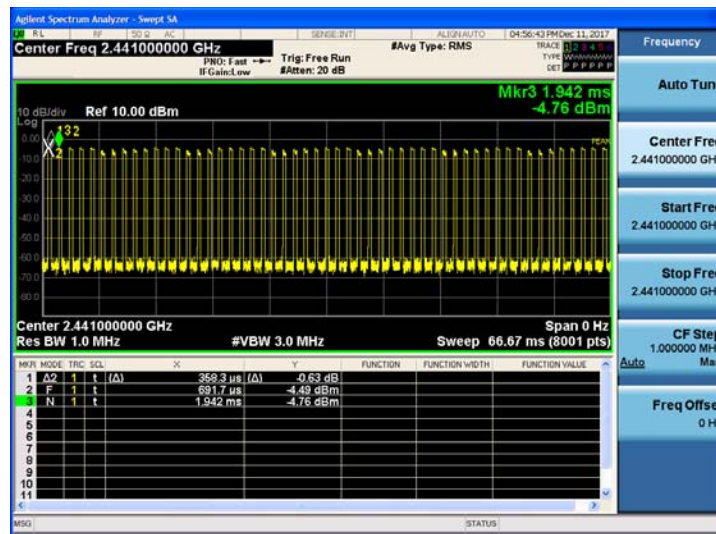 Agilent Spectrum Analyzer - Swept SA
RL RF 50 Ω AC SENSE:INT ALIGNAUTO 04:56:43 PM Dec 11, 2017
Center Freq 2.441000000 GHz
PNO: Fast
IFGain:Low
Trig: Free Run
#Atten: 20 dB
#Avg Type: RMS
TRACE 1 2 3 4 5 6
TYPE
DET P P P P P P
Mkr3 1.942 ms
-4.76 dBm
10 dB/div Ref 10.00 dBm
Log
0.00
-10.0
-20.0
-30.0
-40.0
-50.0
-60.0
-70.0
-80.0
132
2
PEAK
Center 2.441000000 GHz Span 0 Hz
Res BW 1.0 MHz #VBW 3.0 MHz Sweep 66.67 ms (8001 pts)
MKR MODE TRC SCL X Y FUNCTION FUNCTION WIDTH FUNCTION VALUE
1 Δ2 1 t (Δ) 358.3 µs (Δ) -0.63 dB
2 F 1 t 691.7 µs -4.49 dBm
3 N 1 t 1.942 ms -4.76 dBm
4
5
6
7
8
9
10
11
MSG STATUS
Frequency
Auto Tun
Center Fre
2.441000000 GH
Start Fre
2.441000000 GH
Stop Fre
2.441000000 GH
CF Step
1.000000 MH
Auto Ma
Freq Offse
0 H